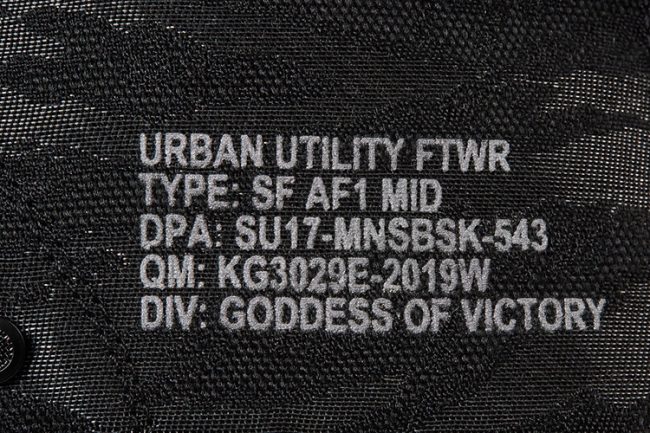 URBAN UTILITY FTWR
TYPE: SF AF1 MID
DPA: SU17-MNSBSK-543
QM: KG3029E-2019W
DIV: GODDESS OF VICTORY